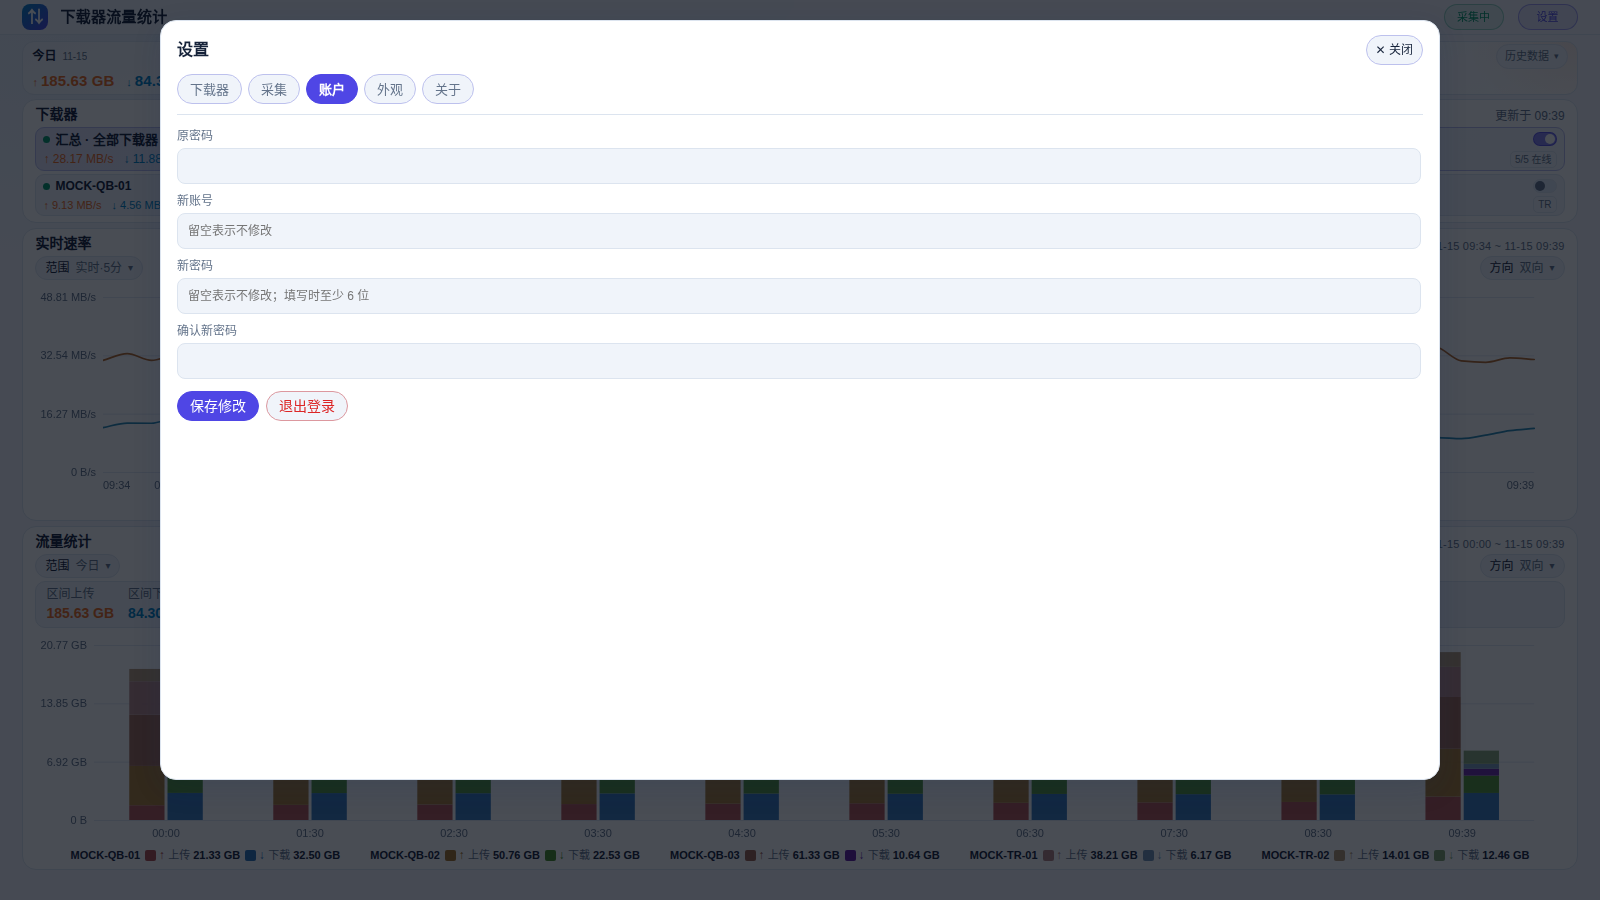 下载器流量统计
采集中
设置
今日 11-15
历史数据 ▾
↑ 185.63 GB ↓ 84.3
下载器
更新于 09:39
汇总 · 全部下载器
↑ 28.17 MB/s ↓ 11.88
5/5 在线
MOCK-QB-01
↑ 9.13 MB/s ↓ 4.56 MB
TR
实时速率
1-15 09:34 ~ 11-15 09:39
范围 实时·5分 ▾
方向 双向 ▾
48.81 MB/s
32.54 MB/s
16.27 MB/s
0 B/s
09:34
09:39
设置
✕ 关闭
下载器
采集
账户
外观
关于
原密码
新账号
留空表示不修改
新密码
留空表示不修改；填写时至少 6 位
确认新密码
保存修改
退出登录
流量统计
1-15 00:00 ~ 11-15 09:39
范围 今日 ▾
方向 双向 ▾
区间上传 区间下
185.63 GB 84.30
20.77 GB
13.85 GB
6.92 GB
0 B
00:00 01:30 02:30 03:30 04:30 05:30 06:30 07:30 08:30 09:39
MOCK-QB-01 ↑ 上传 21.33 GB ↓ 下载 32.50 GB
MOCK-QB-02 ↑ 上传 50.76 GB ↓ 下载 22.53 GB
MOCK-QB-03 ↑ 上传 61.33 GB ↓ 下载 10.64 GB
MOCK-TR-01 ↑ 上传 38.21 GB ↓ 下载 6.17 GB
MOCK-TR-02 ↑ 上传 14.01 GB ↓ 下载 12.46 GB